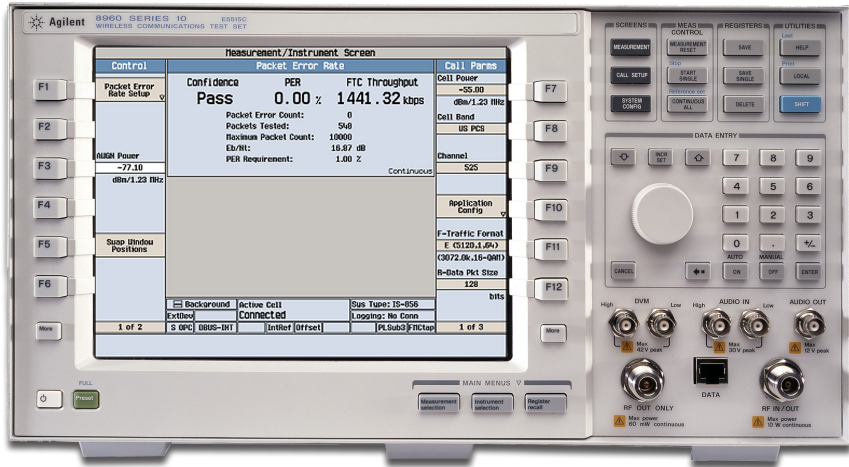 Agilent
8960 SERIES 10 E5515C
WIRELESS COMMUNICATIONS TEST SET
Measurement/Instrument Screen
Control
Packet Error Rate
Call Parms
Packet Error
Rate Setup
Confidence PER FTC Throughput
Pass 0.00 % 1441.32 kbps
Packet Error Count: 0
Packets Tested: 540
Maximum Packet Count: 10000
Eb/Nt: 16.87 dB
PER Requirement: 1.00 %
Continuous
AWGN Power
-77.10
dBm/1.23 MHz
Swap Window
Positions
1 of 2
Cell Power
-55.00
dBm/1.23 MHz
Cell Band
US PCS
Channel
525
Application
Config
F-Traffic Format
E (5120,1,64)
(3072.0k,16-QAM)
R-Data Pkt Size
128
bits
1 of 3
Background Active Cell Sys Type: IS-856
ExtDev Connected Logging: No Conn
S OPC DBUS-INT IntRef Offset PLSub3 FMCtap
F1
F2
F3
F4
F5
F6
More
F7
F8
F9
F10
F11
F12
More
FULL
Preset
MAIN MENUS
Measurement
selection
Instrument
selection
Register
recall
SCREENS
MEASUREMENT
CALL SETUP
SYSTEM
CONFIG
MEAS
CONTROL
MEASUREMENT
RESET
Stop
START
SINGLE
Reference set
CONTINUOUS
ALL
REGISTERS
SAVE
SAVE
SINGLE
DELETE
UTILITIES
Last
HELP
Print
LOCAL
SHIFT
DATA ENTRY
INCR
SET
7 8 9
4 5 6
1 2 3
0 . +/-
AUTO MANUAL
CANCEL
ON OFF ENTER
High DVM Low
High AUDIO IN Low
AUDIO OUT
Max
42 V peak
Max
30 V peak
Max
12 V peak
RF OUT ONLY
Max power
60 mW continuous
DATA
RF IN/OUT
Max power
10 W continuous